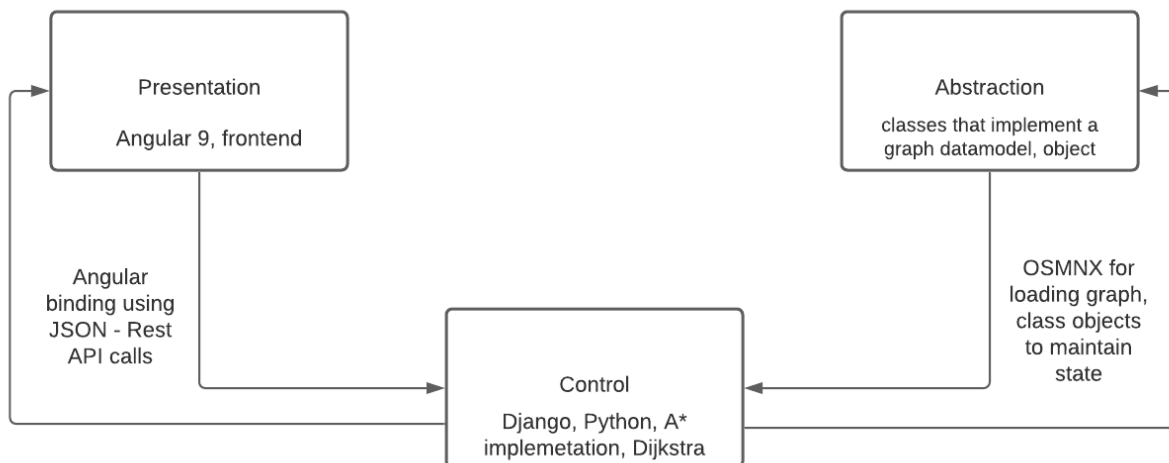 Presentation
Angular 9, frontend
Abstraction
classes that implement a
graph datamodel, object
Angular
binding using
JSON - Rest
API calls
OSMNX for
loading graph,
class objects
to maintain
state
Control
Django, Python, A*
implemetation, Dijkstra